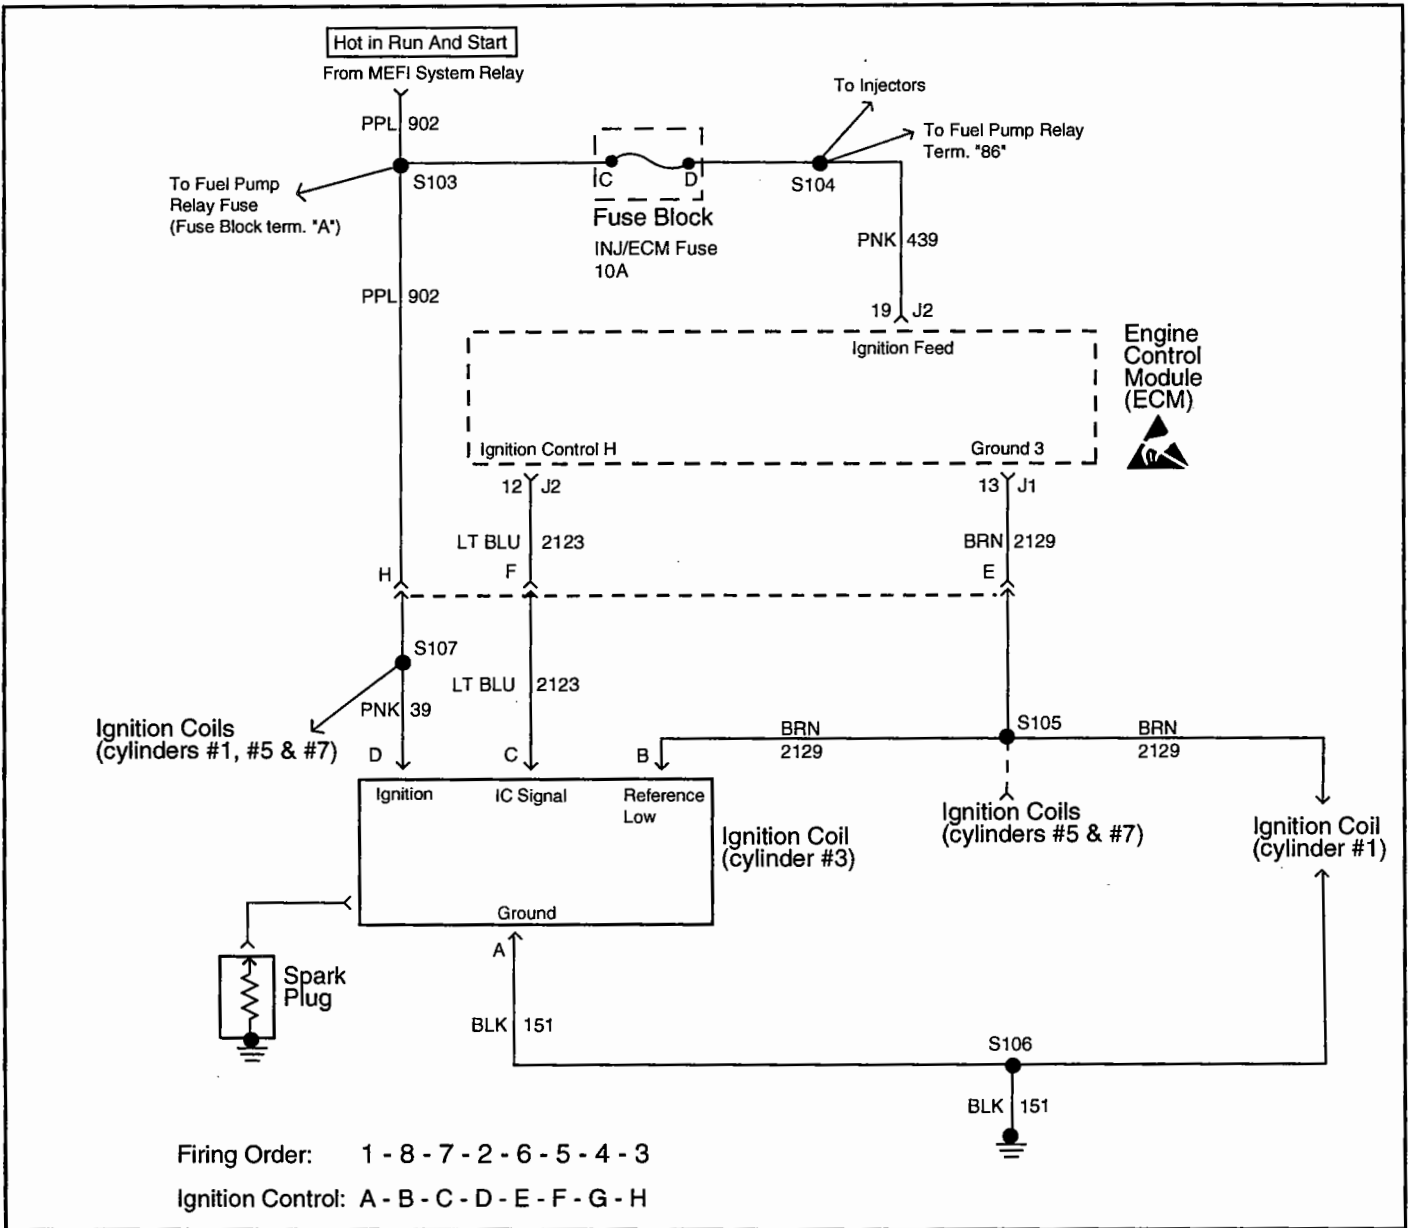 Hot in Run And Start
From MEFI System Relay
To Injectors
PPL 902
To Fuel Pump Relay
Term. "86"
S103
C
D
S104
To Fuel Pump
Relay Fuse
(Fuse Block term. "A")
Fuse Block
INJ/ECM Fuse
10A
PNK 439
PPL 902
19 J2
Ignition Feed
Engine
Control
Module
(ECM)
Ignition Control H
Ground 3
12 J2
13 J1
LT BLU 2123
BRN 2129
H
F
E
S107
LT BLU 2123
PNK 39
Ignition Coils
(cylinders #1, #5 & #7)
S105
BRN
2129
BRN
2129
D
C
B
Ignition
IC Signal
Reference
Low
Ignition Coil
(cylinder #3)
Ignition Coils
(cylinders #5 & #7)
Ignition Coil
(cylinder #1)
Ground
A
Spark
Plug
BLK 151
S106
BLK 151
Firing Order: 1 - 8 - 7 - 2 - 6 - 5 - 4 - 3
Ignition Control: A - B - C - D - E - F - G - H